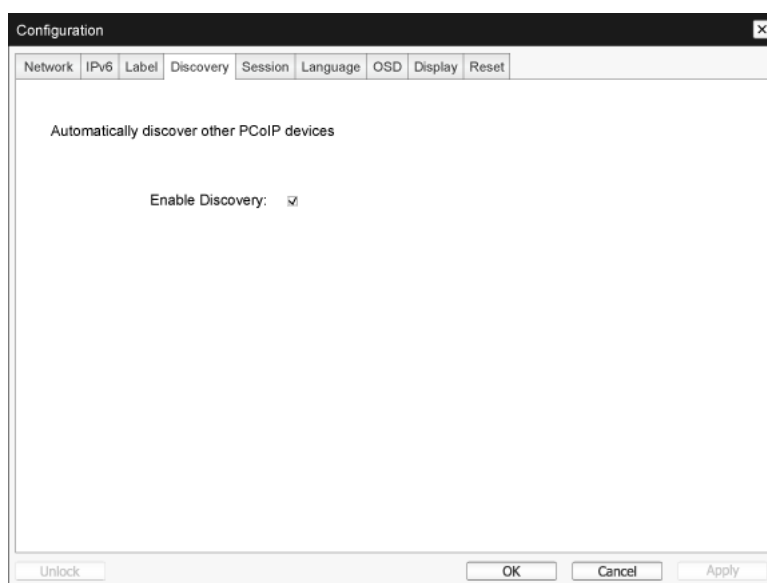 Configuration
Network IPv6 Label Discovery Session Language OSD Display Reset
Automatically discover other PCoIP devices
Enable Discovery:
Unlock OK Cancel Apply